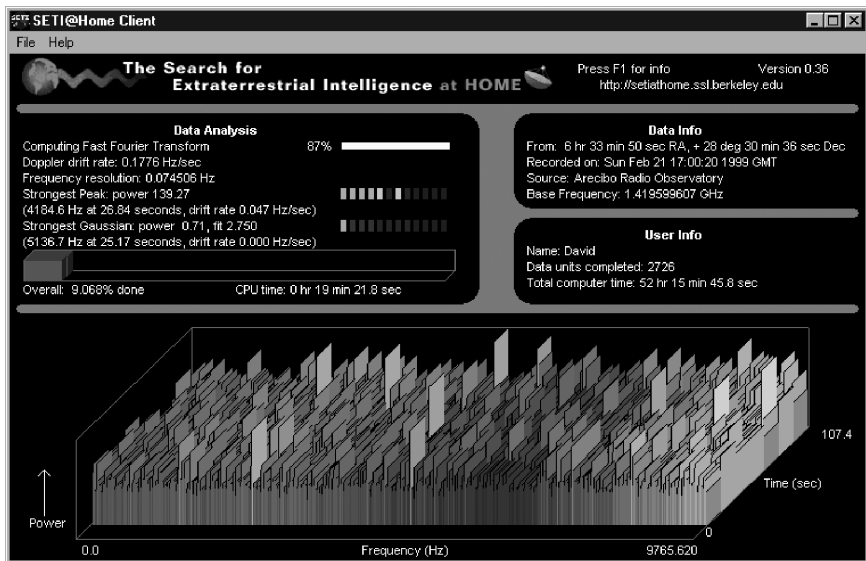 SETI@Home Client
File Help
The Search for
Extraterrestrial Intelligence at HOME
Press F1 for info Version 0.36
http://setiathome.ssl.berkeley.edu
Data Analysis
Computing Fast Fourier Transform 87%
Doppler drift rate: 0.1776 Hz/sec
Frequency resolution: 0.074506 Hz
Strongest Peak: power 139.27
(4184.6 Hz at 26.84 seconds, drift rate 0.047 Hz/sec)
Strongest Gaussian: power 0.71, fit 2.750
(5136.7 Hz at 25.17 seconds, drift rate 0.000 Hz/sec)
Overall: 9.068% done CPU time: 0 hr 19 min 21.8 sec
Data Info
From: 6 hr 33 min 50 sec RA, + 28 deg 30 min 36 sec Dec
Recorded on: Sun Feb 21 17:00:20 1999 GMT
Source: Arecibo Radio Observatory
Base Frequency: 1.419599607 GHz
User Info
Name: David
Data units completed: 2726
Total computer time: 52 hr 15 min 45.8 sec
107.4
Time (sec)
Power
0
0.0 Frequency (Hz) 9765.620